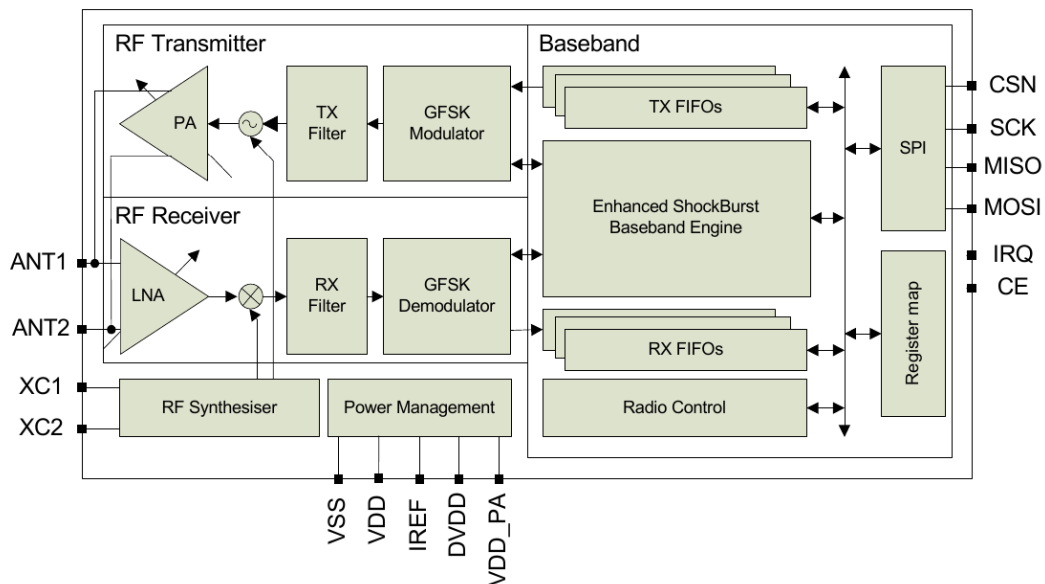 RF Transmitter
Baseband
PA
TX
Filter
GFSK
Modulator
TX FIFOs
SPI
CSN
SCK
MISO
MOSI
Enhanced ShockBurst
Baseband Engine
RF Receiver
ANT1
ANT2
LNA
RX
Filter
GFSK
Demodulator
IRQ
CE
Register map
RX FIFOs
XC1
XC2
RF Synthesiser
Power Management
Radio Control
VSS
VDD
IREF
DVDD
VDD_PA